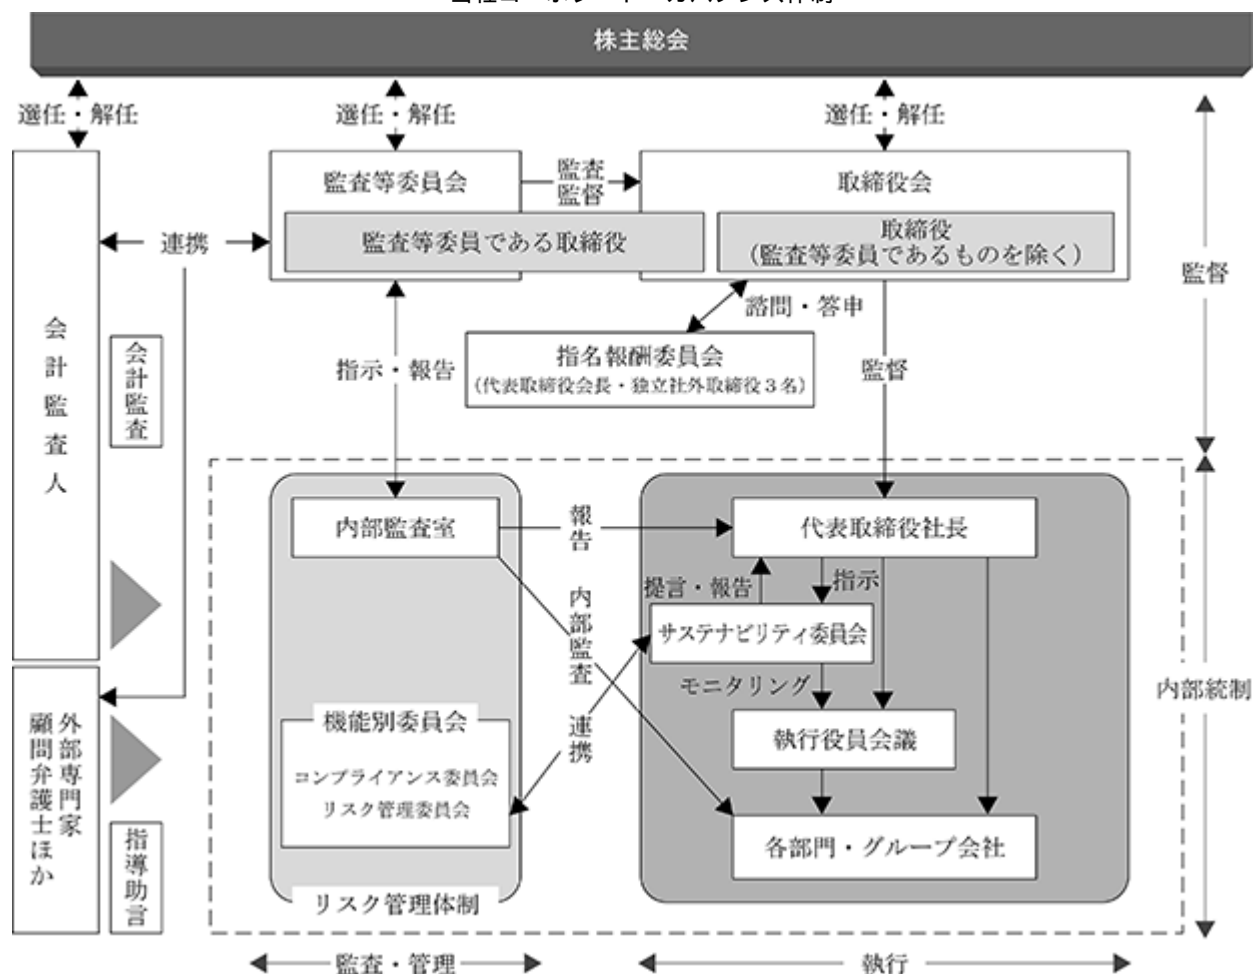 株主総会
選任・解任
選任・解任
選任・解任
監査等委員会
監査
監督
取締役会
監査等委員である取締役
取締役
（監査等委員であるものを除く）
連携
諮問・答申
指名報酬委員会
（代表取締役会長・独立社外取締役３名）
指示・報告
監督
監督
会計監査人
会計監査
内部監査室
報告
代表取締役社長
提言・報告
指示
内部監査
サステナビリティ委員会
モニタリング
連携
機能別委員会
コンプライアンス委員会
リスク管理委員会
執行役員会議
各部門・グループ会社
リスク管理体制
内部統制
外部専門家
顧問弁護士ほか
指導助言
監査・管理
執行